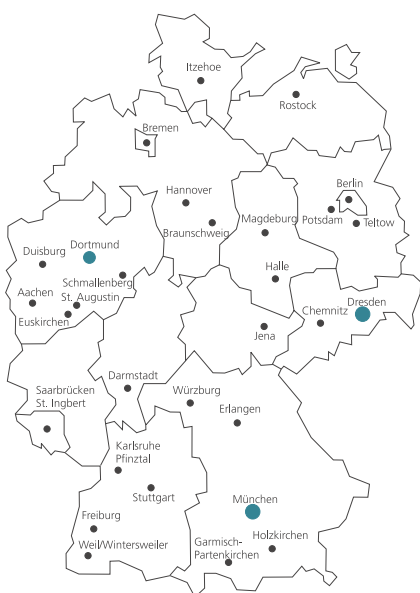 Itzehoe
Rostock
Bremen
Berlin
Hannover
Potsdam
Teltow
Magdeburg
Braunschweig
Dortmund
Duisburg
Halle
Schmallenberg
St. Augustin
Aachen
Euskirchen
Dresden
Chemnitz
Jena
Darmstadt
Würzburg
Saarbrücken
St. Ingbert
Erlangen
Karlsruhe
Pfinztal
Stuttgart
München
Freiburg
Weil/Wintersweiler
Garmisch-
Partenkirchen
Holzkirchen